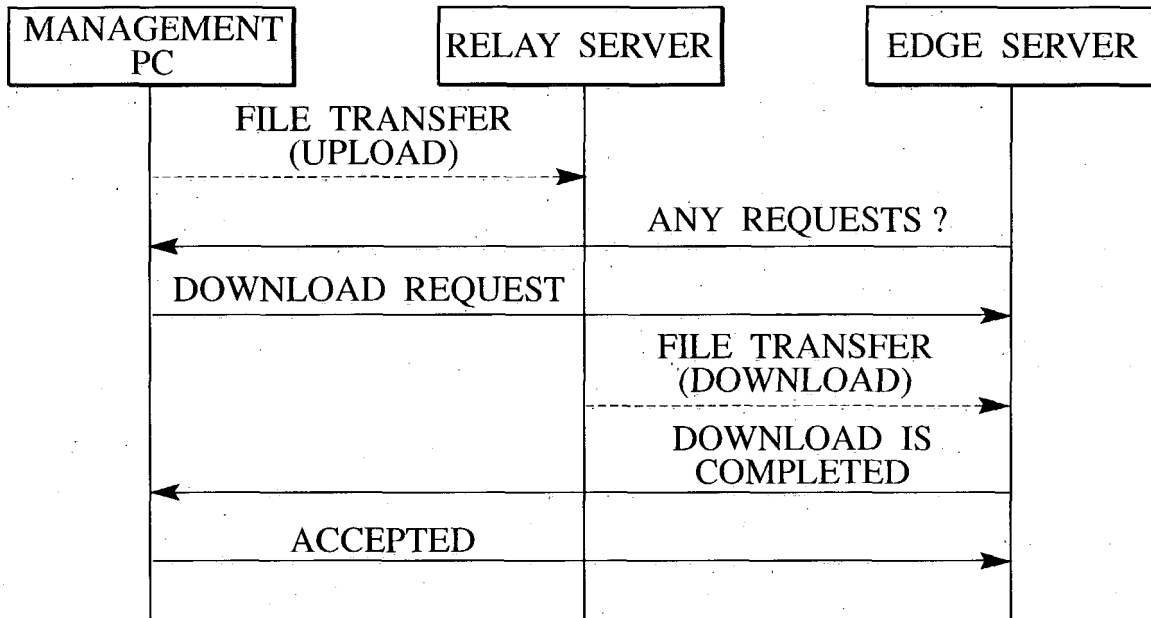 MANAGEMENT
PC
RELAY SERVER
EDGE SERVER
FILE TRANSFER
(UPLOAD)
ANY REQUESTS ?
DOWNLOAD REQUEST
FILE TRANSFER
(DOWNLOAD)
DOWNLOAD IS
COMPLETED
ACCEPTED